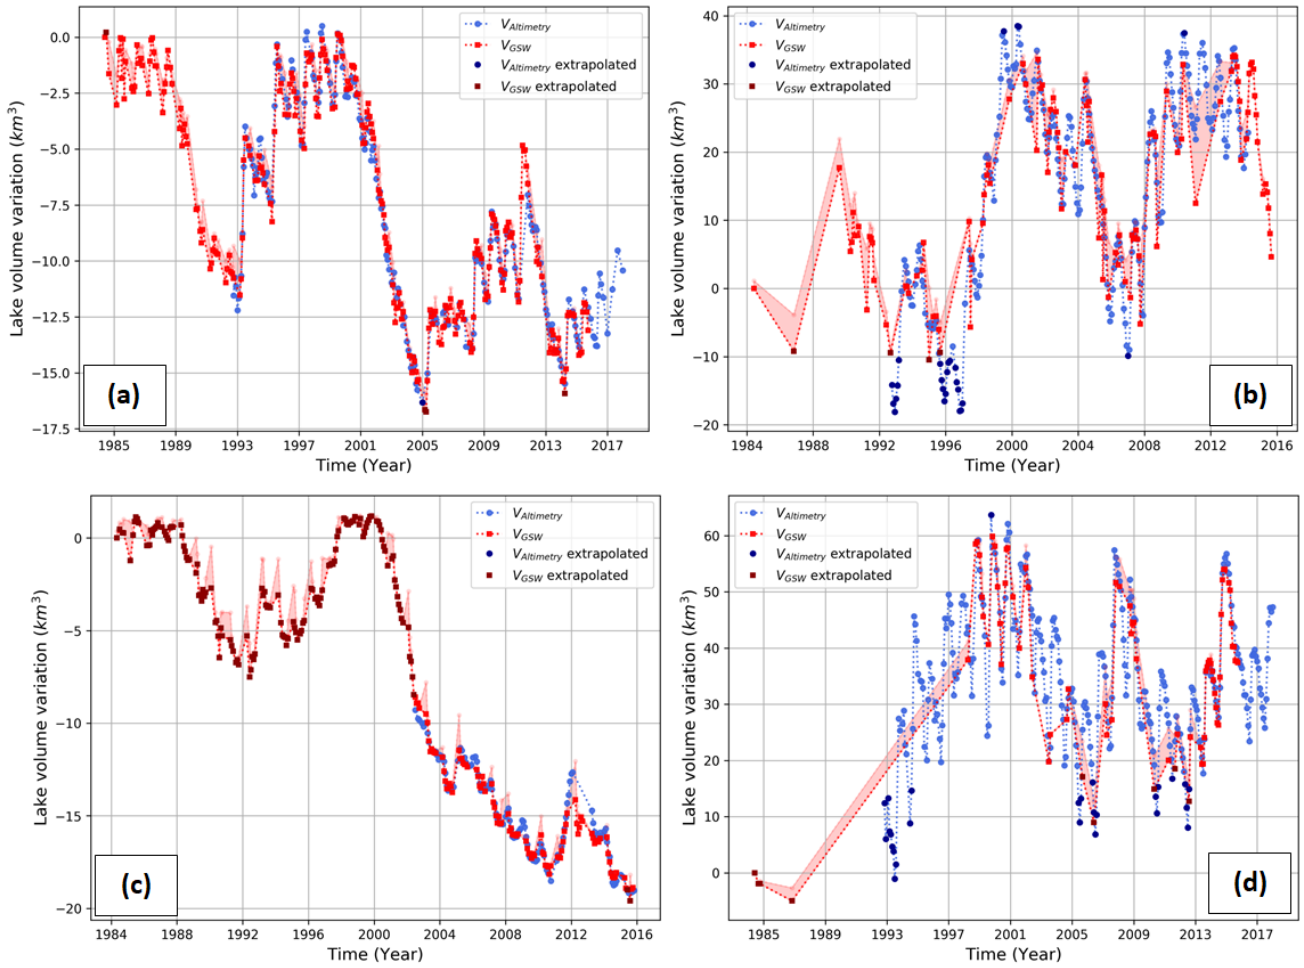 0.0
−2.5
−5.0
−7.5
−10.0
−12.5
−15.0
−17.5
Lake volume variation (km³)
V_Altimetry
V_GSW
V_Altimetry extrapolated
V_GSW extrapolated
(a)
1985 1989 1993 1997 2001 2005 2009 2013 2017
Time (Year)
40
30
20
10
0
−10
−20
Lake volume variation (km³)
V_Altimetry
V_GSW
V_Altimetry extrapolated
V_GSW extrapolated
(b)
1984 1988 1992 1996 2000 2004 2008 2012 2016
Time (Year)
0
−5
−10
−15
−20
Lake volume variation (km³)
V_Altimetry
V_GSW
V_Altimetry extrapolated
V_GSW extrapolated
(c)
1984 1988 1992 1996 2000 2004 2008 2012 2016
Time (Year)
60
50
40
30
20
10
0
Lake volume variation (km³)
V_Altimetry
V_GSW
V_Altimetry extrapolated
V_GSW extrapolated
(d)
1985 1989 1993 1997 2001 2005 2009 2013 2017
Time (Year)